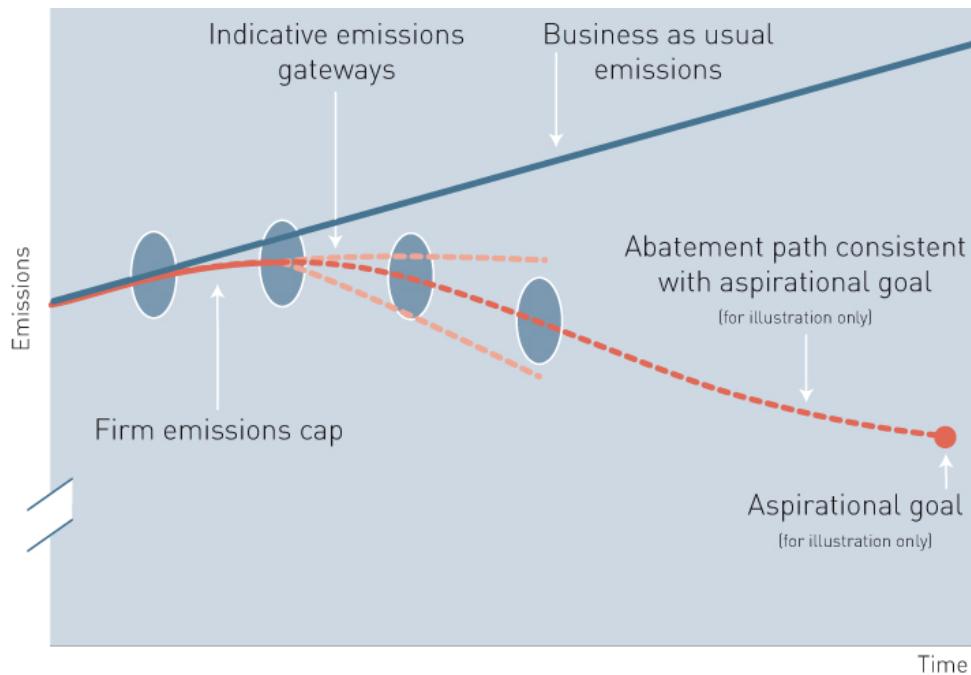 Indicative emissions
gateways
Business as usual
emissions
Abatement path consistent
with aspirational goal
(for illustration only)
Emissions
Firm emissions cap
Aspirational goal
(for illustration only)
Time